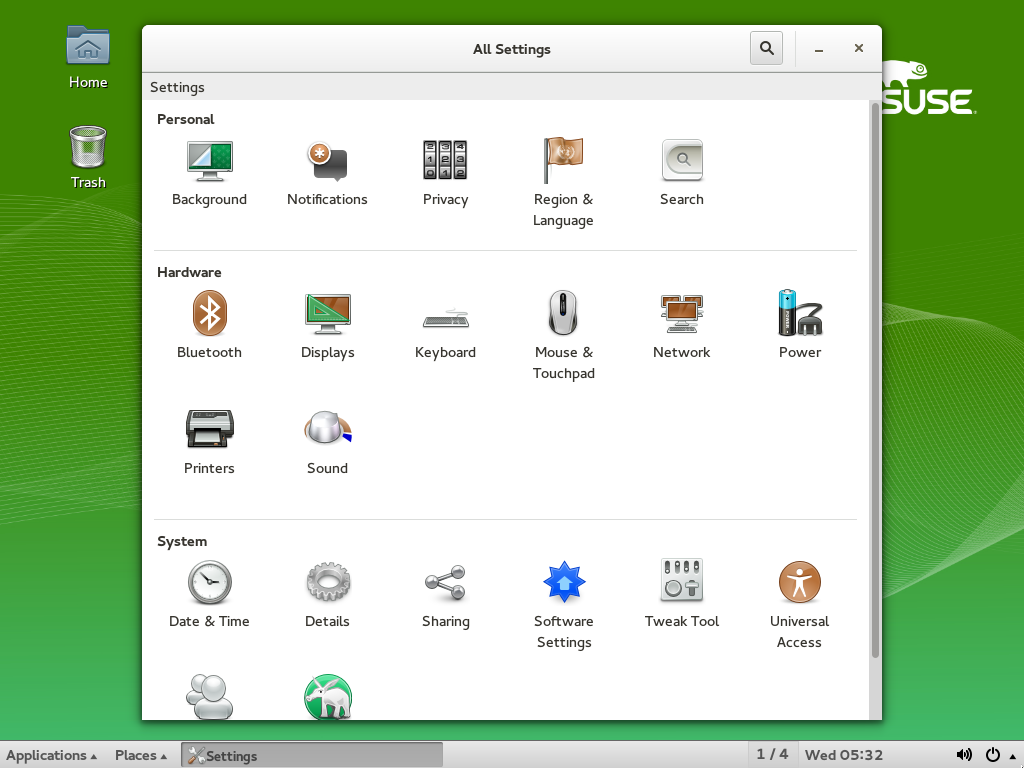 All Settings
Settings
Home
Trash
SUSE
Personal
Background
Notifications
Privacy
Region &
Language
Search
Hardware
Bluetooth
Displays
Keyboard
Mouse &
Touchpad
Network
Power
Printers
Sound
System
Date & Time
Details
Sharing
Software
Settings
Tweak Tool
Universal
Access
Applications
Places
Settings
1 / 4
Wed 05:32